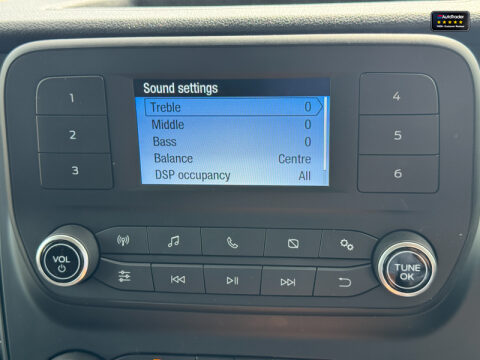 AutoTrader
Sound settings
Treble 0
Middle 0
Bass 0
Balance Centre
DSP occupancy All
1
2
3
4
5
6
VOL
TUNE
OK